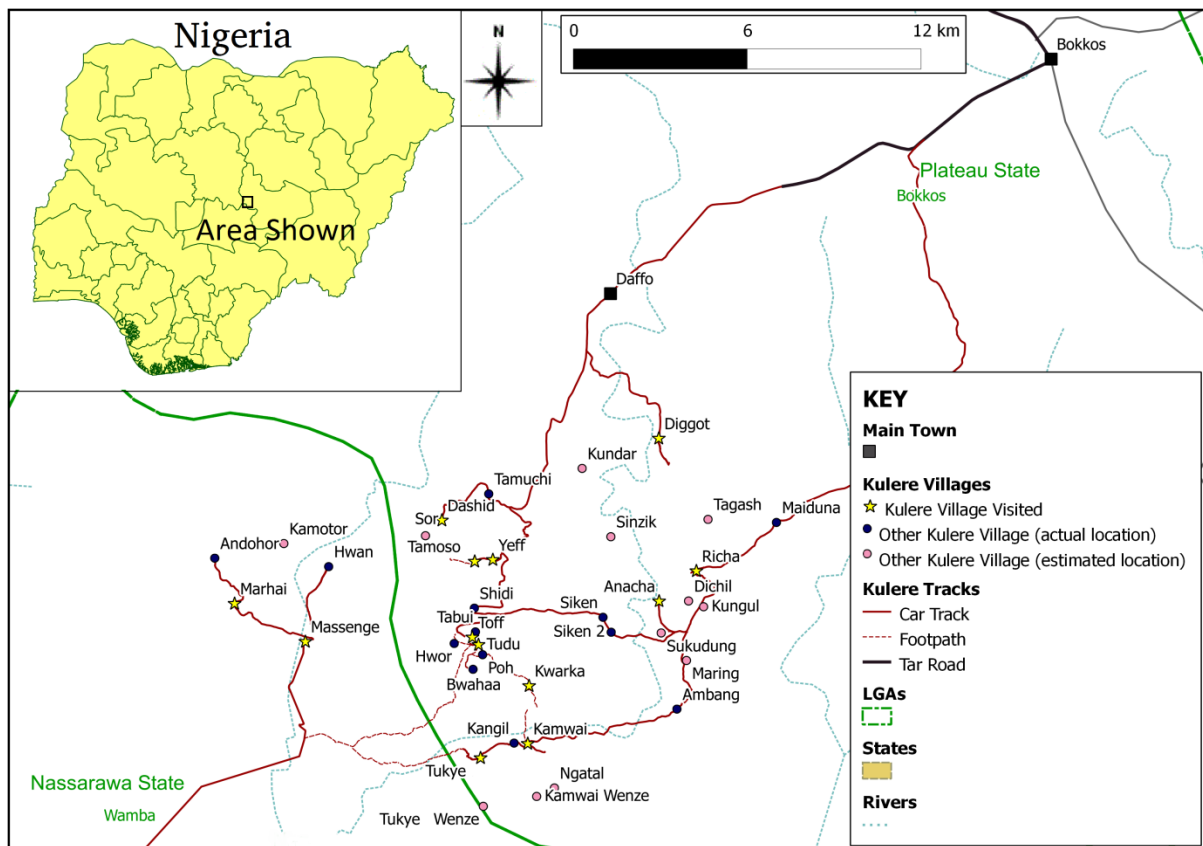 Nigeria
Area Shown
N
0
6
12 km
Bokkos
Plateau State
Bokkos
Daffo
Diggot
Kundar
Tamuchi
Dashid
Sor
Tamoso
Yeff
Sinzik
Tagash
Maiduna
Richa
Dichil
Kungul
Anacha
Kamotor
Andohor
Hwan
Marhai
Massenge
Shidi
Tabui
Toff
Tudu
Hwor
Poh
Bwahaa
Siken
Siken 2
Sukudung
Maring
Kwarka
Ambang
Kangil
Kamwai
Tukye
Ngatal
Kamwai Wenze
Tukye Wenze
Nassarawa State
Wamba
KEY
Main Town
Kulere Villages
Kulere Village Visited
Other Kulere Village (actual location)
Other Kulere Village (estimated location)
Kulere Tracks
Car Track
Footpath
Tar Road
LGAs
States
Rivers